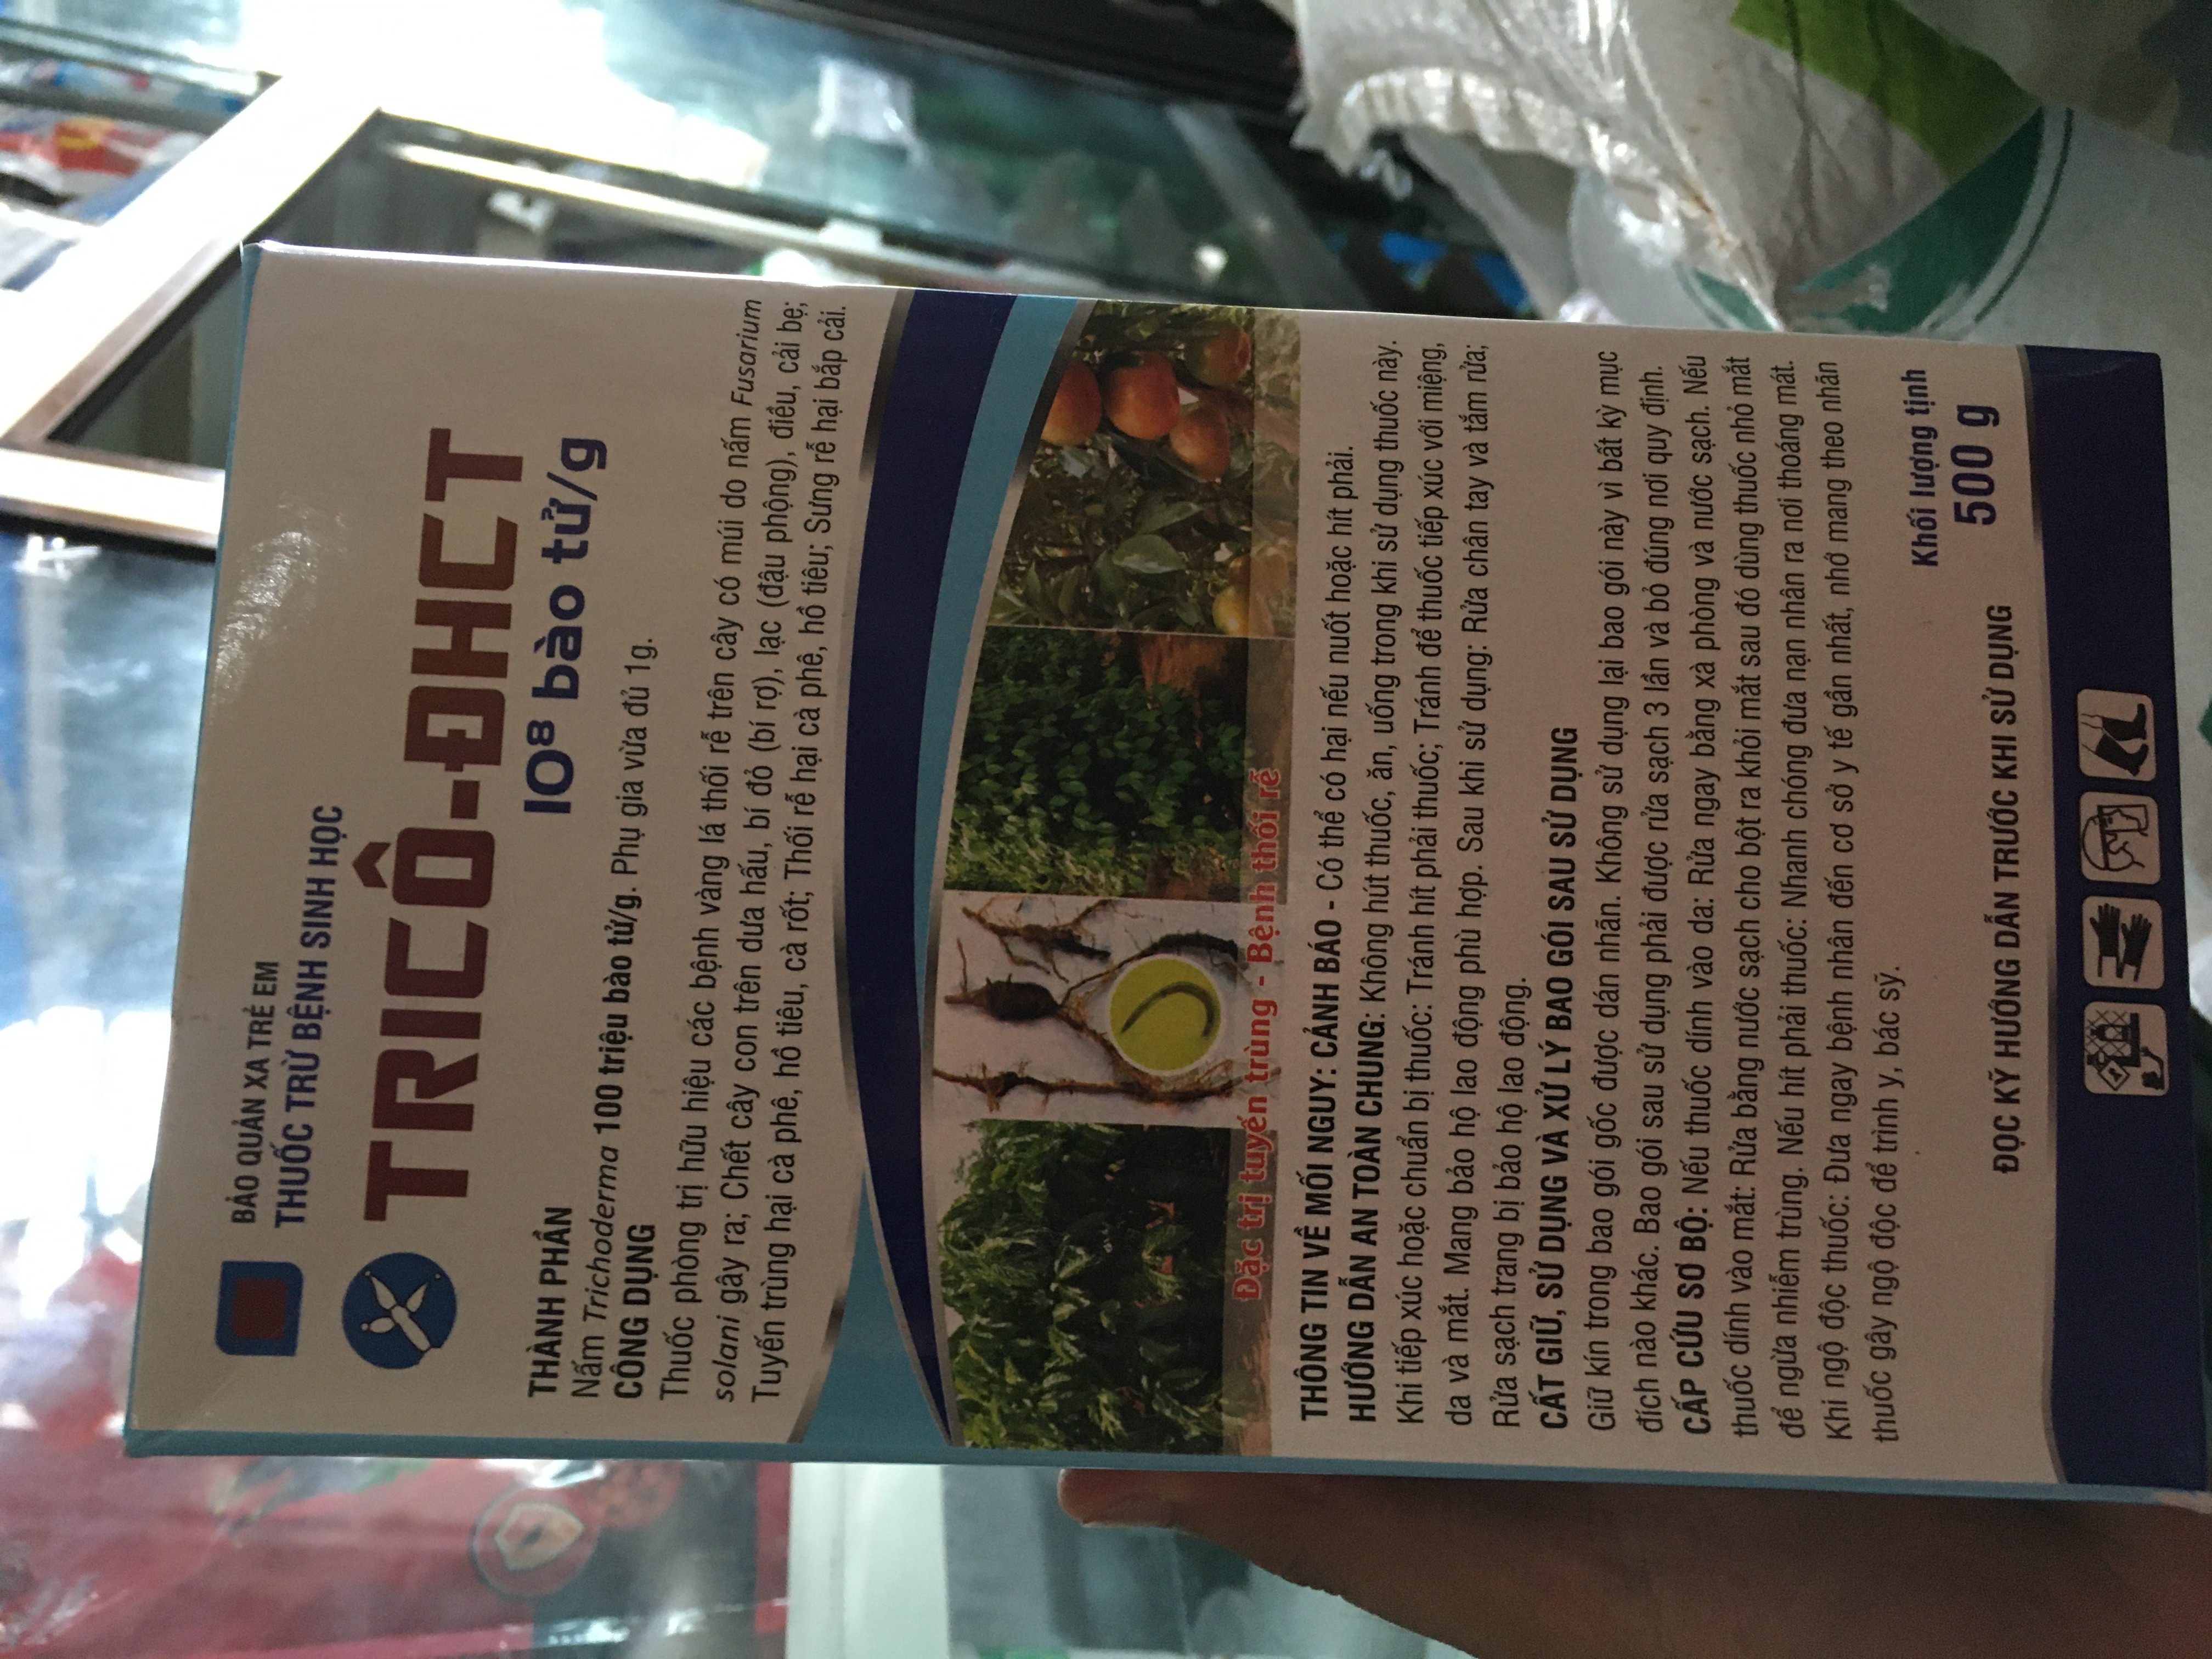 BẢO QUẢN XA TRẺ EM
THUỐC TRỪ BỆNH SINH HỌC
TRICÔ-ĐHCT
10⁸ bào tử/g
THÀNH PHẦN
Nấm Trichoderma 100 triệu bào tử/g. Phụ gia vừa đủ 1g.
CÔNG DỤNG
Thuốc phòng trị hữu hiệu các bệnh vàng lá thối rễ trên cây có múi do nấm Fusarium
solani gây ra; Chết cây con trên dưa hấu, bí đỏ (bí rợ), lạc (đậu phộng), điều, cải bẹ;
Tuyến trùng hại cà phê, hồ tiêu, cà rốt; Thối rễ hại cà phê, hồ tiêu; Sưng rễ hại bắp cải.
Đặc trị tuyến trùng - Bệnh thối rễ
THÔNG TIN VỀ MỐI NGUY: CẢNH BÁO - Có thể có hại nếu nuốt hoặc hít phải.
HƯỚNG DẪN AN TOÀN CHUNG: Không hút thuốc, ăn, uống trong khi sử dụng thuốc này.
Khi tiếp xúc hoặc chuẩn bị thuốc: Tránh hít phải thuốc; Tránh để thuốc tiếp xúc với miệng,
da và mắt. Mang bảo hộ lao động phù hợp. Sau khi sử dụng: Rửa chân tay và tắm rửa;
Rửa sạch trang bị bảo hộ lao động.
CẤT GIỮ, SỬ DỤNG VÀ XỬ LÝ BAO GÓI SAU SỬ DỤNG
Giữ kín trong bao gói gốc được dán nhãn. Không sử dụng lại bao gói này vì bất kỳ mục
đích nào khác. Bao gói sau sử dụng phải được rửa sạch 3 lần và bỏ đúng nơi quy định.
CẤP CỨU SƠ BỘ: Nếu thuốc dính vào da: Rửa ngay bằng xà phòng và nước sạch. Nếu
thuốc dính vào mắt: Rửa bằng nước sạch cho bột ra khỏi mắt sau đó dùng thuốc nhỏ mắt
để ngừa nhiễm trùng. Nếu hít phải thuốc: Nhanh chóng đưa nạn nhân ra nơi thoáng mát.
Khi ngộ độc thuốc: Đưa ngay bệnh nhân đến cơ sở y tế gần nhất, nhớ mang theo nhãn
thuốc gây ngộ độc để trình y, bác sỹ.
Khối lượng tịnh
500 g
ĐỌC KỸ HƯỚNG DẪN TRƯỚC KHI SỬ DỤNG